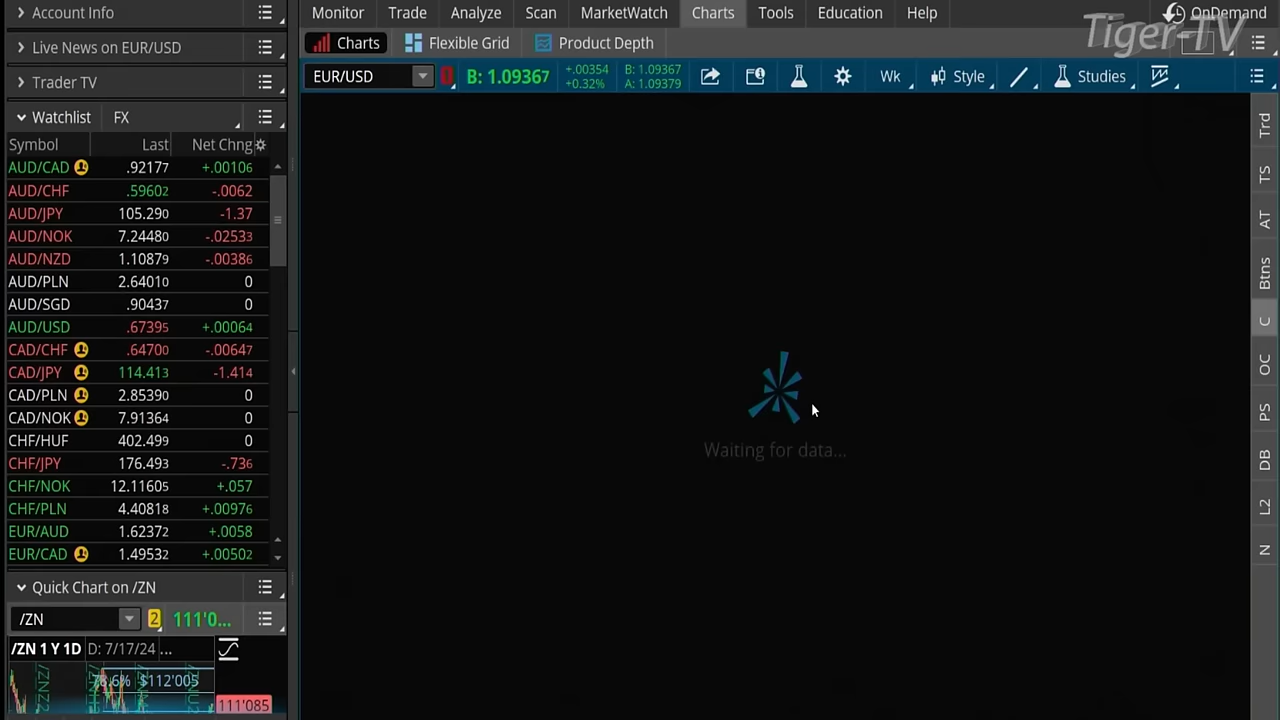 Account Info
Live News on EUR/USD
Trader TV
Watchlist FX
Symbol Last Net Chng
AUD/CAD .92177 +.00106
AUD/CHF .59602 -.0062
AUD/JPY 105.290 -1.37
AUD/NOK 7.24480 -.02533
AUD/NZD 1.10879 -.00386
AUD/PLN 2.64010 0
AUD/SGD .90437 0
AUD/USD .67395 +.00064
CAD/CHF .64700 -.00647
CAD/JPY 114.413 -1.414
CAD/PLN 2.85390 0
CAD/NOK 7.91364 0
CHF/HUF 402.499 0
CHF/JPY 176.493 -.736
CHF/NOK 12.11605 +.057
CHF/PLN 4.40818 +.00976
EUR/AUD 1.62372 +.0058
EUR/CAD 1.49532 +.00502
Quick Chart on /ZN
/ZN 2 111'0...
/ZN 1 Y 1D D: 7/17/24 ...
78.6% $112'005
111'085
Monitor Trade Analyze Scan MarketWatch Charts Tools Education Help OnDemand
Tiger-TV
Charts Flexible Grid Product Depth
EUR/USD B: 1.09367 +.00354 B: 1.09367
+0.32% A: 1.09379
Wk Style Studies
Waiting for data...
Trd
TS
AT
Btns
C
OC
PS
DB
L2
N